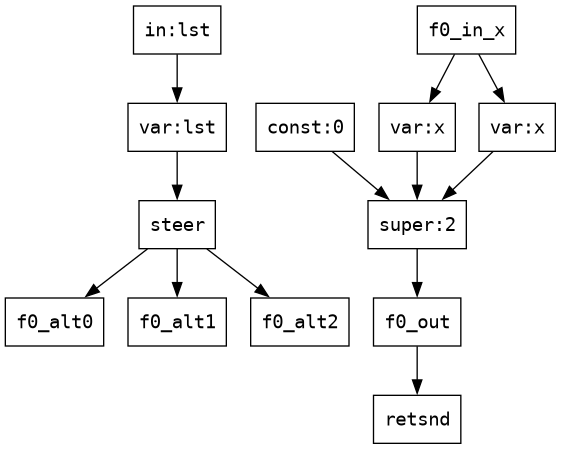 in:lst
f0_in_x
var:lst
const:0
var:x
var:x
steer
super:2
f0_alt0
f0_alt1
f0_alt2
f0_out
retsnd